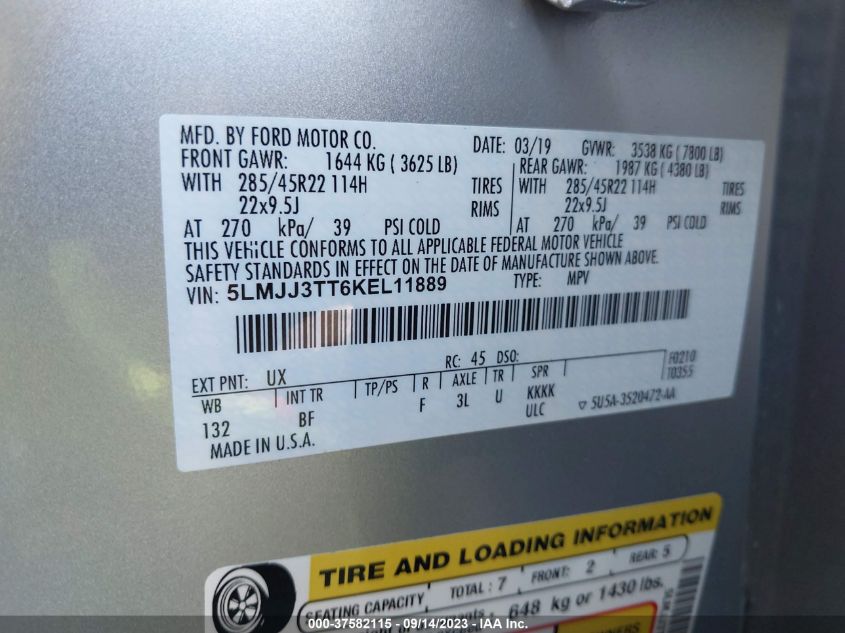 MFD. BY FORD MOTOR CO.
DATE: 03/19 GVWR: 3538 KG ( 7800 LB)
FRONT GAWR: 1644 KG ( 3625 LB)
REAR GAWR: 1987 KG ( 4380 LB)
WITH 285/45R22 114H TIRES
WITH 285/45R22 114H TIRES
22x9.5J RIMS
22x9.5J RIMS
AT 270 kPa/ 39 PSI COLD
AT 270 kPa/ 39 PSI COLD
THIS VEHICLE CONFORMS TO ALL APPLICABLE FEDERAL MOTOR VEHICLE
SAFETY STANDARDS IN EFFECT ON THE DATE OF MANUFACTURE SHOWN ABOVE.
VIN: 5LMJJ3TT6KEL11889
TYPE: MPV
EXT PNT: UX RC: 45 DSO:
F0210
T0355
WB INT TR TP/PS R AXLE TR SPR
132 BF F 3L U KKKK
ULC ▽ 5U5A-3520472-AA
MADE IN U.S.A.
TIRE AND LOADING INFORMATION
SEATING CAPACITY TOTAL : 7 FRONT: 2 REAR: 5
648 kg or 1430 lbs.
000-37582115 - 09/14/2023 - © IAA Inc.